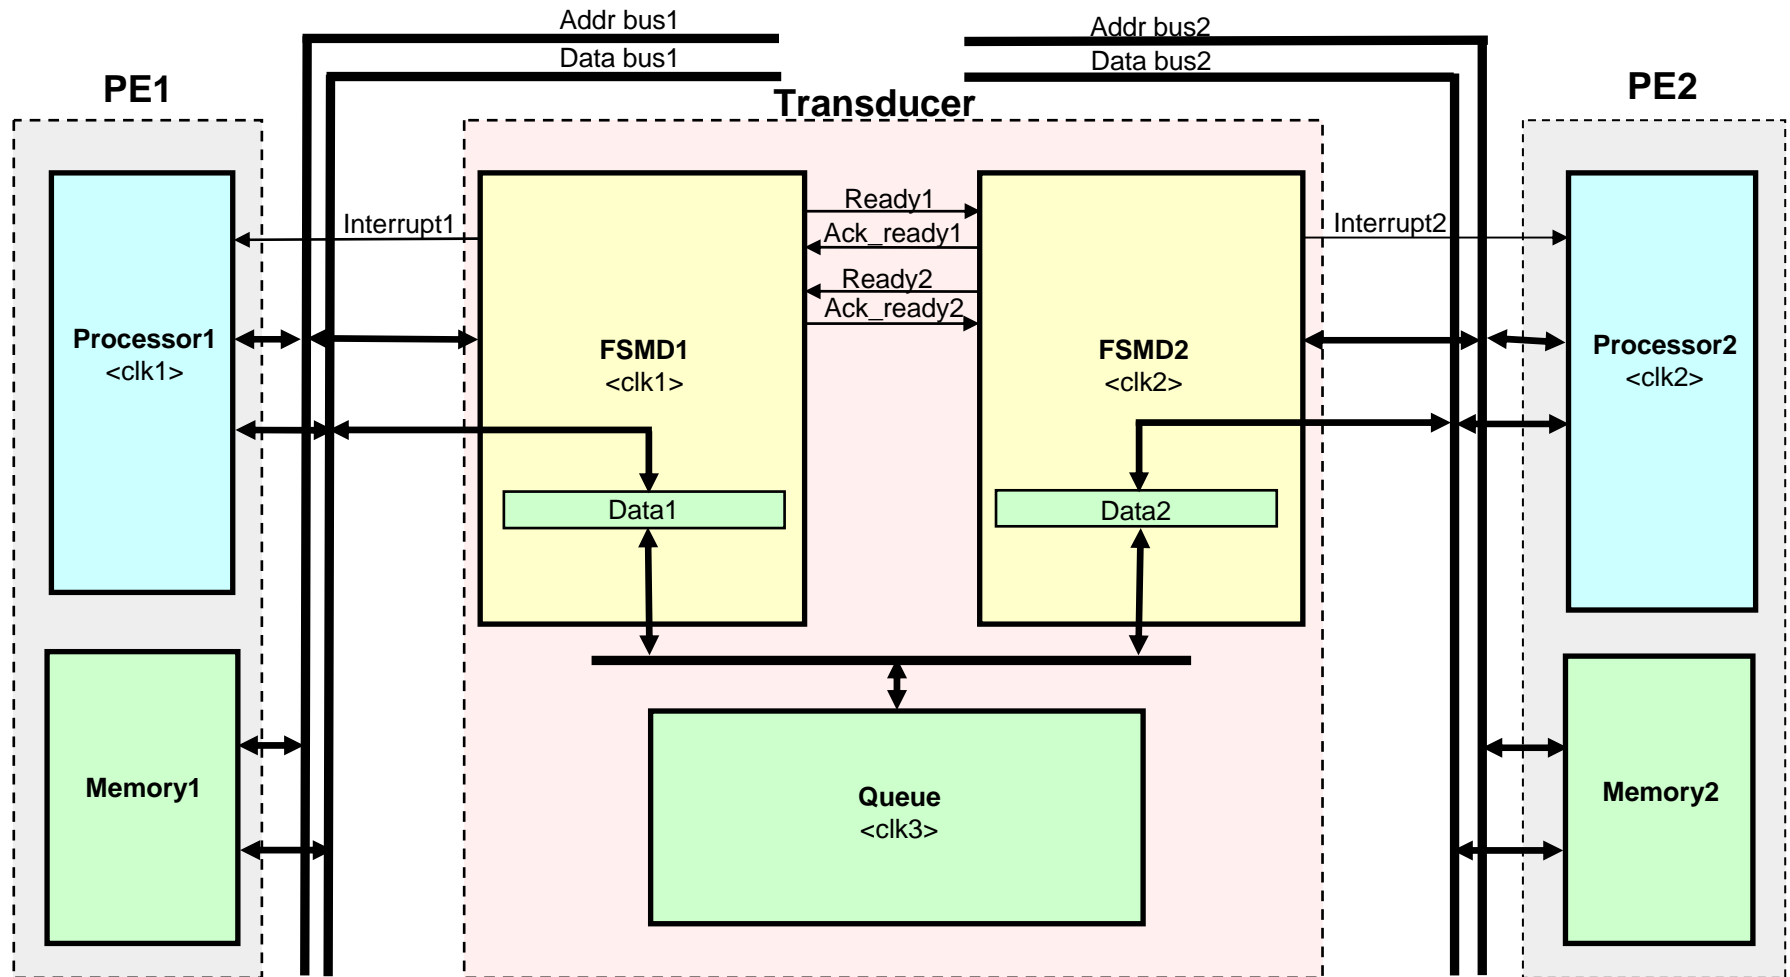 Addr bus1
Addr bus2
Data bus1
Data bus2
PE1
Transducer
PE2
Ready1
Interrupt1
Ack_ready1
Interrupt2
Ready2
Ack_ready2
Processor1
<clk1>
FSMD1
<clk1>
FSMD2
<clk2>
Processor2
<clk2>
Data1
Data2
Memory1
Queue
<clk3>
Memory2